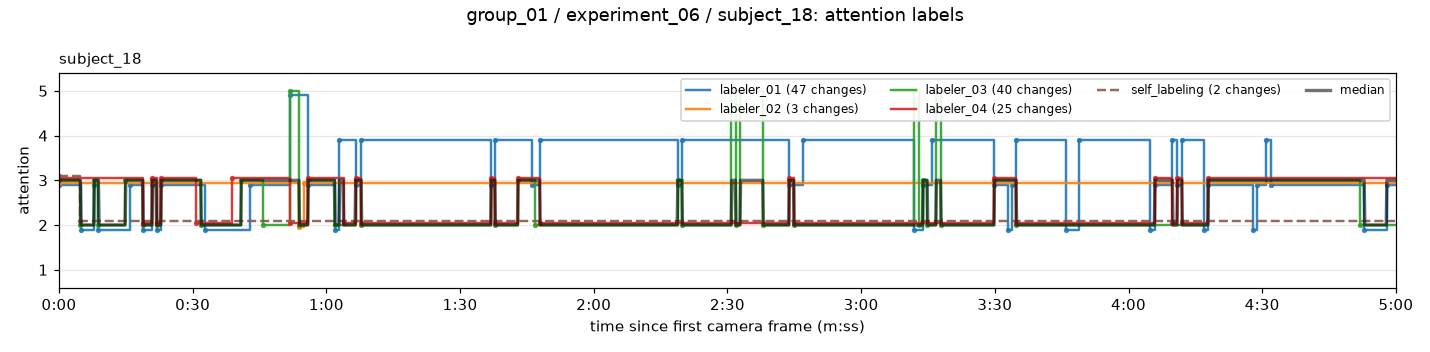 group_01 / experiment_06 / subject_18: attention labels
subject_18
labeler_01 (47 changes)
labeler_02 (3 changes)
labeler_03 (40 changes)
labeler_04 (25 changes)
self_labeling (2 changes)
median
attention
5
4
3
2
1
0:00 0:30 1:00 1:30 2:00 2:30 3:00 3:30 4:00 4:30 5:00
time since first camera frame (m:ss)